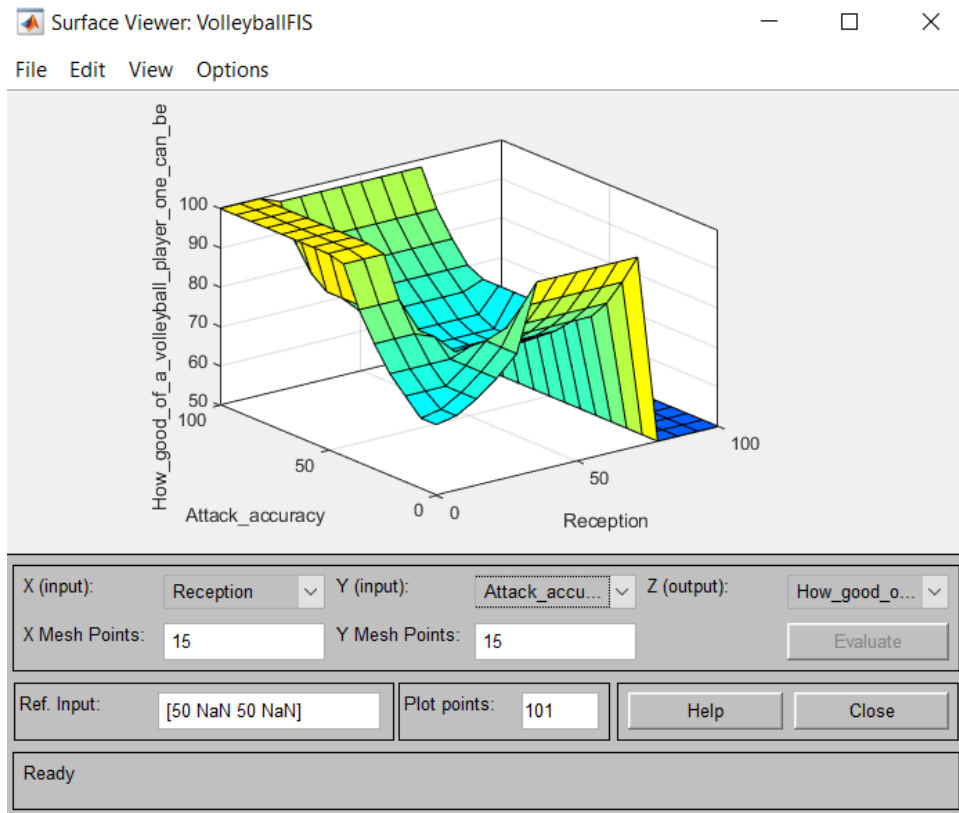 Surface Viewer: VolleyballFIS
File Edit View Options
How_good_of_a_volleyball_player_one_can_be
100
90
80
70
60
50
100
50
0
Attack_accuracy
0
50
100
Reception
X (input): Reception Y (input): Attack_accu... Z (output): How_good_o...
X Mesh Points: 15 Y Mesh Points: 15 Evaluate
Ref. Input: [50 NaN 50 NaN] Plot points: 101 Help Close
Ready